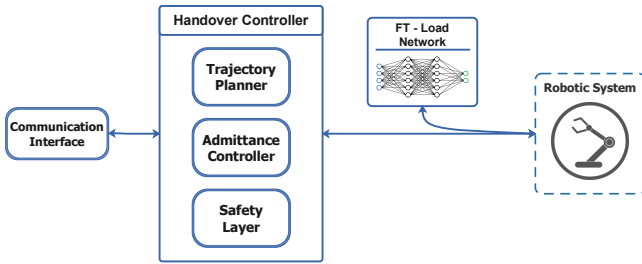 Handover Controller
Trajectory
Planner
Admittance
Controller
Safety
Layer
Communication
Interface
FT - Load
Network
Robotic System